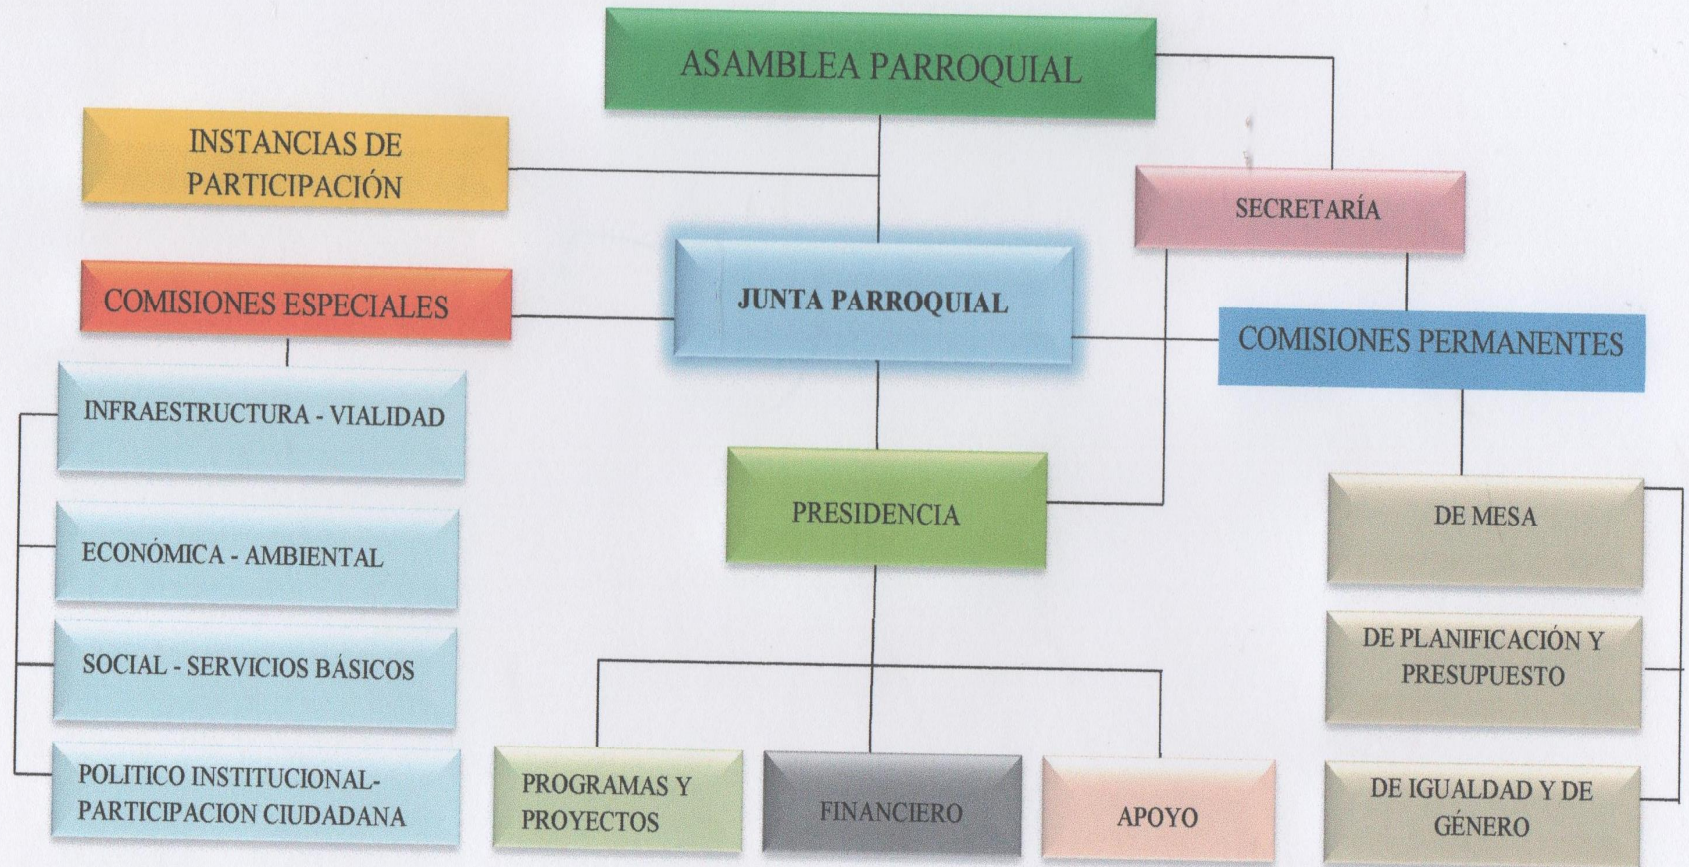 ASAMBLEA PARROQUIAL
INSTANCIAS DE
PARTICIPACIÓN
SECRETARÍA
COMISIONES ESPECIALES
JUNTA PARROQUIAL
COMISIONES PERMANENTES
INFRAESTRUCTURA - VIALIDAD
ECONÓMICA - AMBIENTAL
SOCIAL - SERVICIOS BÁSICOS
POLITICO INSTITUCIONAL-
PARTICIPACION CIUDADANA
PRESIDENCIA
PROGRAMAS Y
PROYECTOS
FINANCIERO
APOYO
DE MESA
DE PLANIFICACIÓN Y
PRESUPUESTO
DE IGUALDAD Y DE
GÉNERO